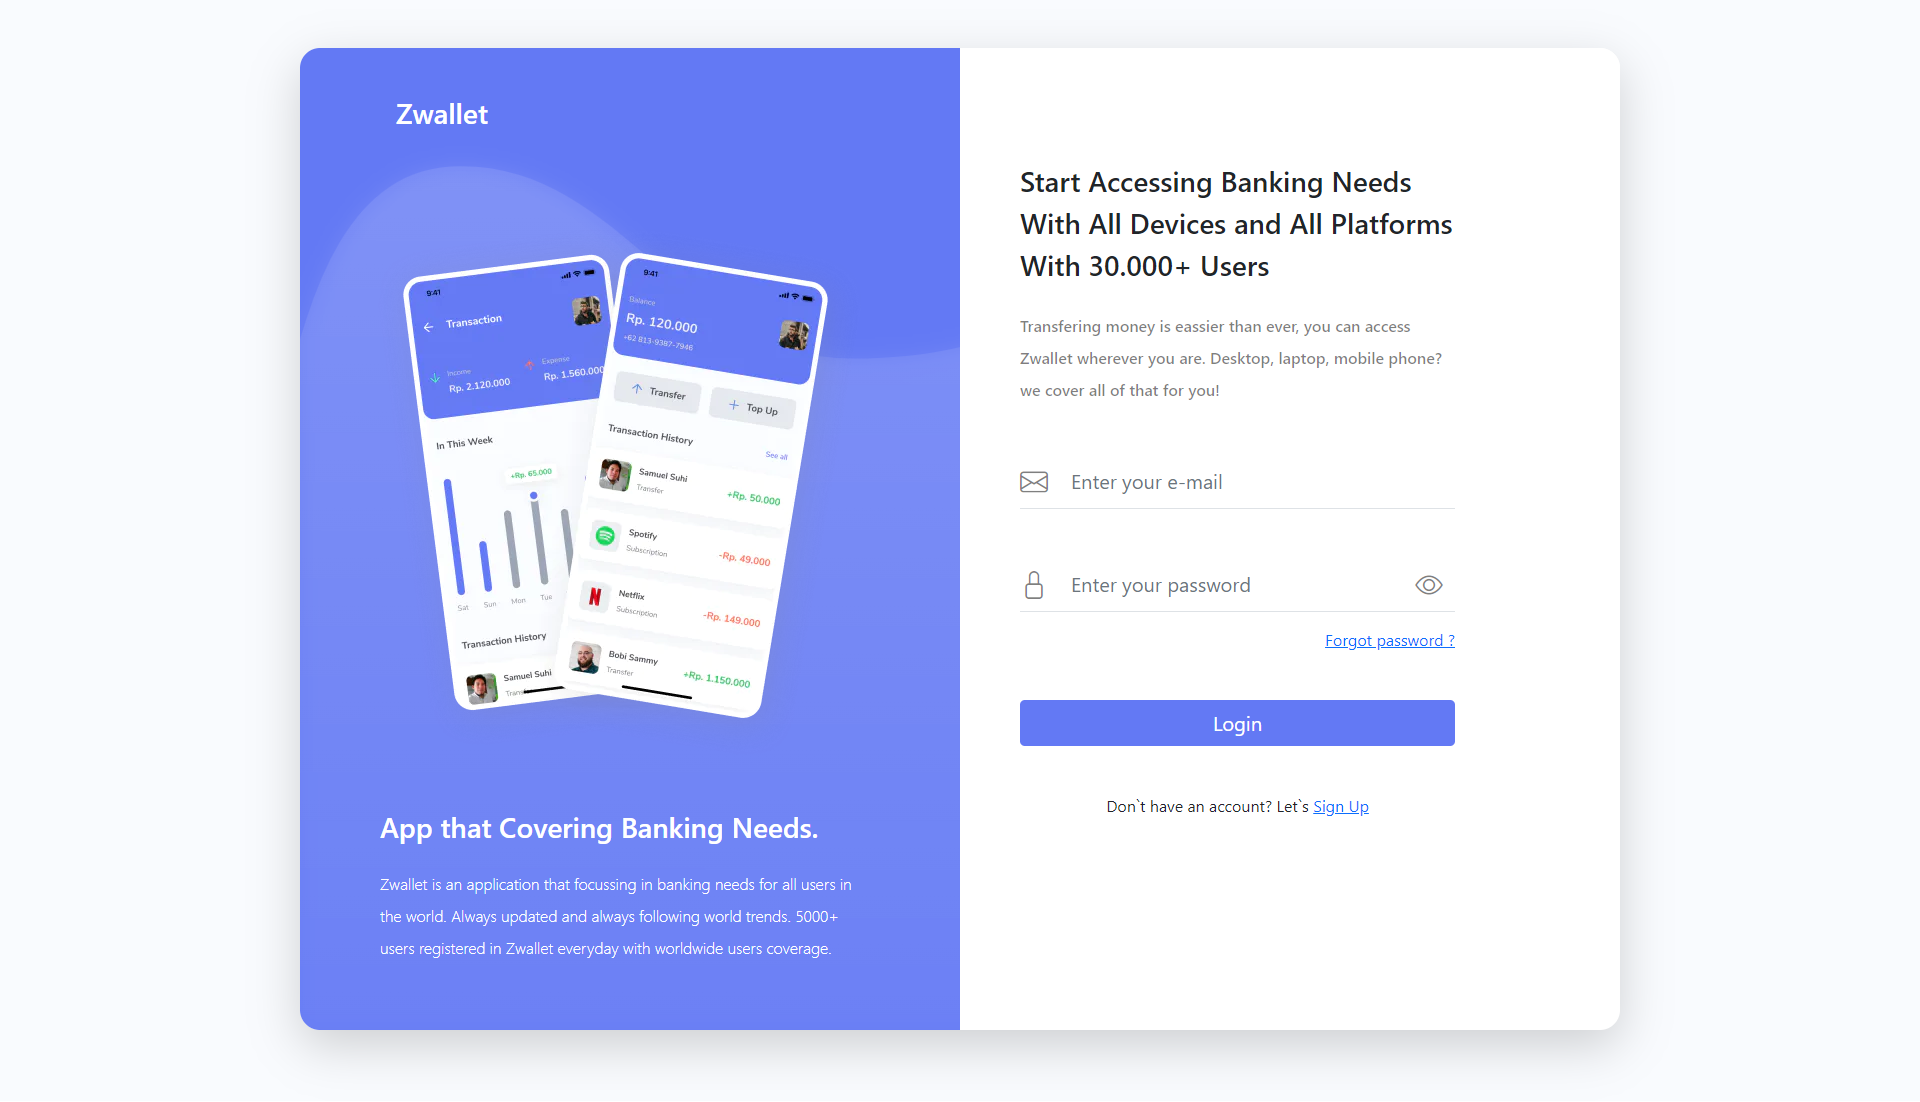 Zwallet
9:41
Transaction
Income
Rp. 2.120.000
Expense
Rp. 1.560.000
In This Week
+Rp. 65.000
Sat
Sun
Mon
Tue
Transaction History
Samuel Suhi
9:41
Balance
Rp. 120.000
+62 813-9387-7946
Transfer
Top Up
Transaction History
See all
Samuel Suhi
Transfer
+Rp. 50.000
Spotify
Subscription
-Rp. 49.000
Netflix
Subscription
-Rp. 149.000
Bobi Sammy
Transfer
+Rp. 1.150.000
App that Covering Banking Needs.
Zwallet is an application that focussing in banking needs for all users in
the world. Always updated and always following world trends. 5000+
users registered in Zwallet everyday with worldwide users coverage.
Start Accessing Banking Needs
With All Devices and All Platforms
With 30.000+ Users
Transfering money is eassier than ever, you can access
Zwallet wherever you are. Desktop, laptop, mobile phone?
we cover all of that for you!
Enter your e-mail
Enter your password
Forgot password ?
Login
Don`t have an account? Let`s Sign Up